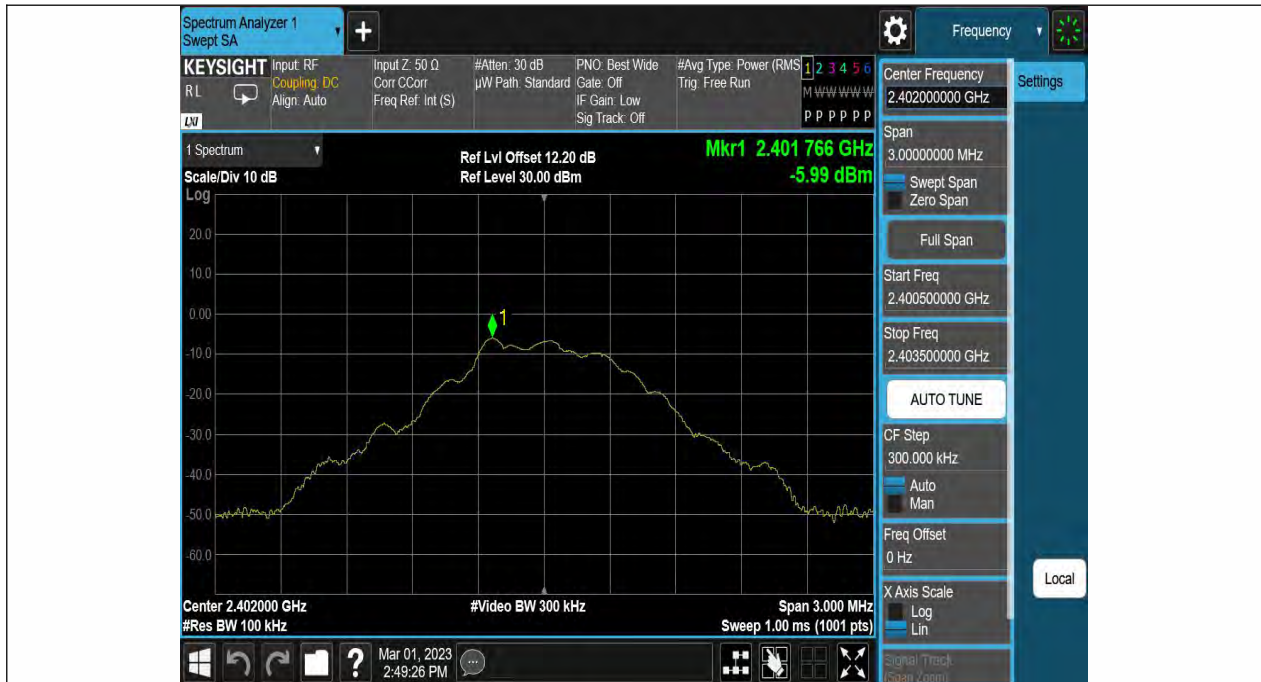 Spectrum Analyzer 1
Swept SA
+
Frequency
KEYSIGHT
R L
LXI
Input: RF
Coupling: DC
Align: Auto
Input Z: 50 Ω
Corr CCorr
Freq Ref: Int (S)
#Atten: 30 dB
µW Path: Standard
PNO: Best Wide
Gate: Off
IF Gain: Low
Sig Track: Off
#Avg Type: Power (RMS
Trig: Free Run
1 2 3 4 5 6
M W W W W W
P P P P P P
Center Frequency
2.402000000 GHz
Settings
Span
3.00000000 MHz
Swept Span
Zero Span
Full Span
Start Freq
2.400500000 GHz
Stop Freq
2.403500000 GHz
AUTO TUNE
CF Step
300.000 kHz
Auto
Man
Freq Offset
0 Hz
X Axis Scale
Log
Lin
Signal Track
(Span Zoom)
Local
1 Spectrum
Scale/Div 10 dB
Ref Lvl Offset 12.20 dB
Ref Level 30.00 dBm
Mkr1 2.401 766 GHz
-5.99 dBm
Log
20.0
10.0
0.00
-10.0
-20.0
-30.0
-40.0
-50.0
-60.0
1
Center 2.402000 GHz
#Res BW 100 kHz
#Video BW 300 kHz
Span 3.000 MHz
Sweep 1.00 ms (1001 pts)
?
Mar 01, 2023
2:49:26 PM